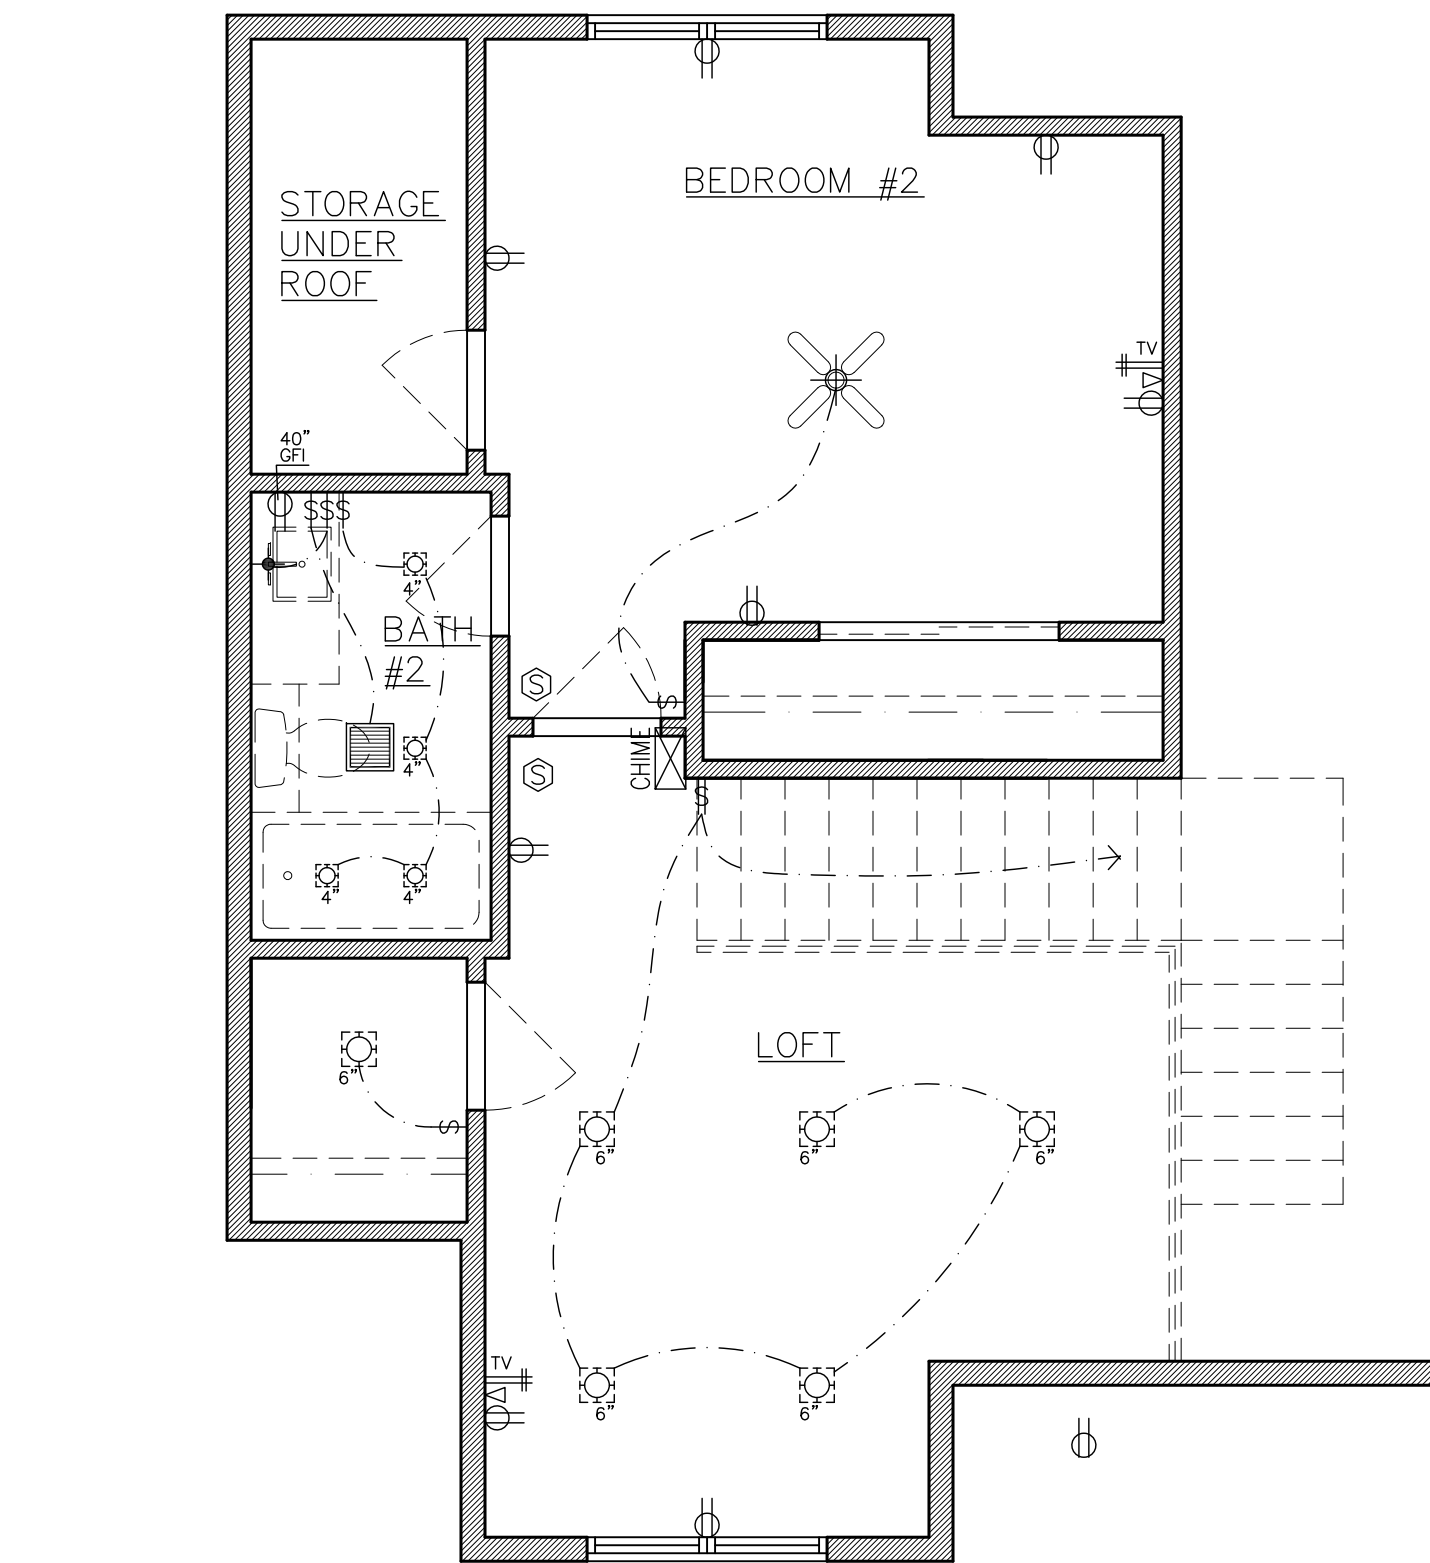 BEDROOM #2
STORAGE
UNDER
ROOF
TV
40"
GFI
SSS
4"
BATH
#2
S
S
CHIME
4"
S
S
4"
4"
LOFT
6"
S
6"
6"
6"
TV
6"
6"